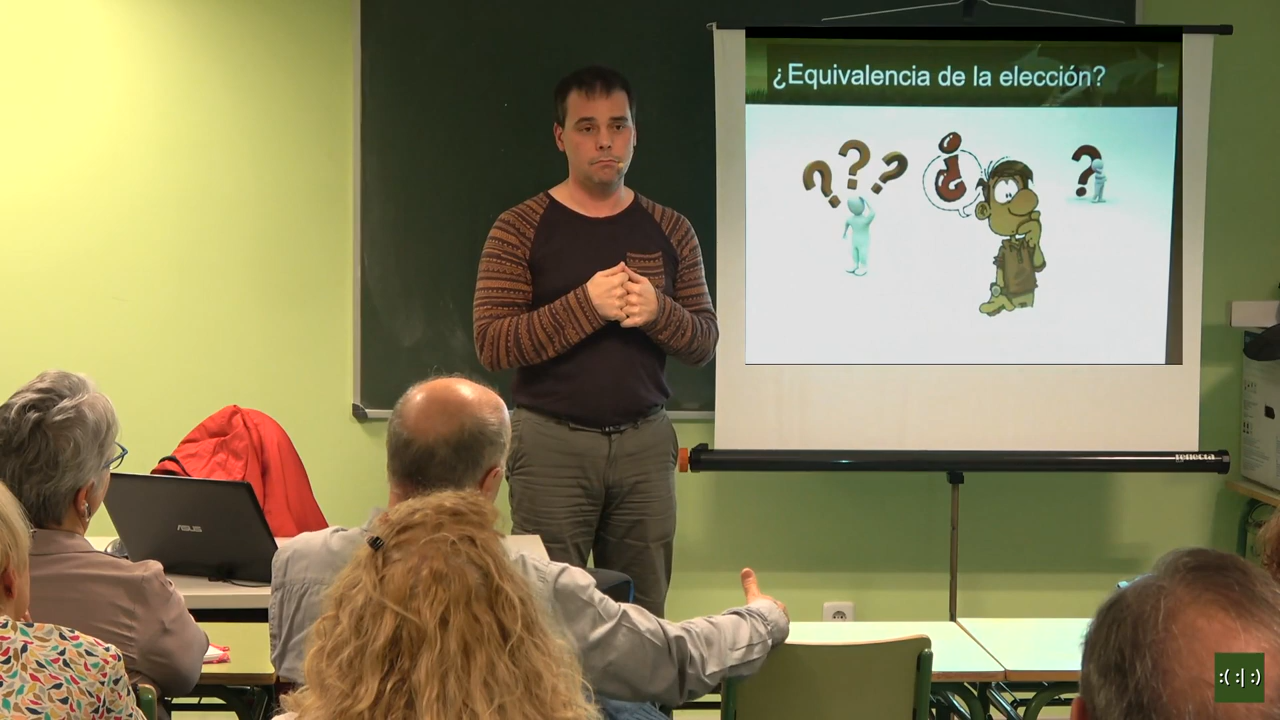 ¿Equivalencia de la elección?
? ? ?
¿
?
ASUS
reflecta
:( :| :)